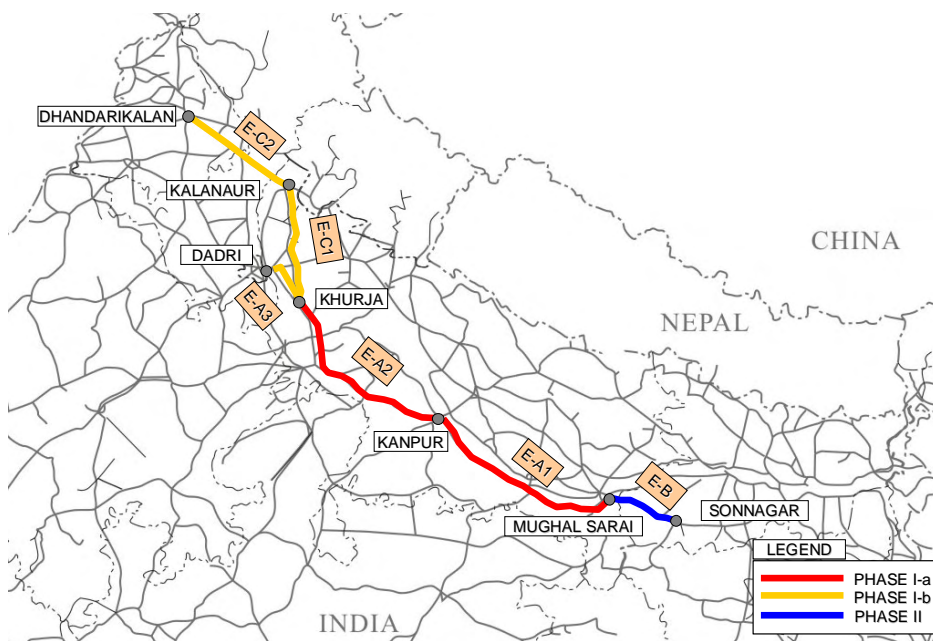 DHANDARIKALAN
E-C2
KALANAUR
E-C1
DADRI
CHINA
E-A3
KHURJA
NEPAL
E-A2
KANPUR
E-A1
E-B
MUGHAL SARAI
SONNAGAR
LEGEND
PHASE I-a
PHASE I-b
PHASE II
INDIA